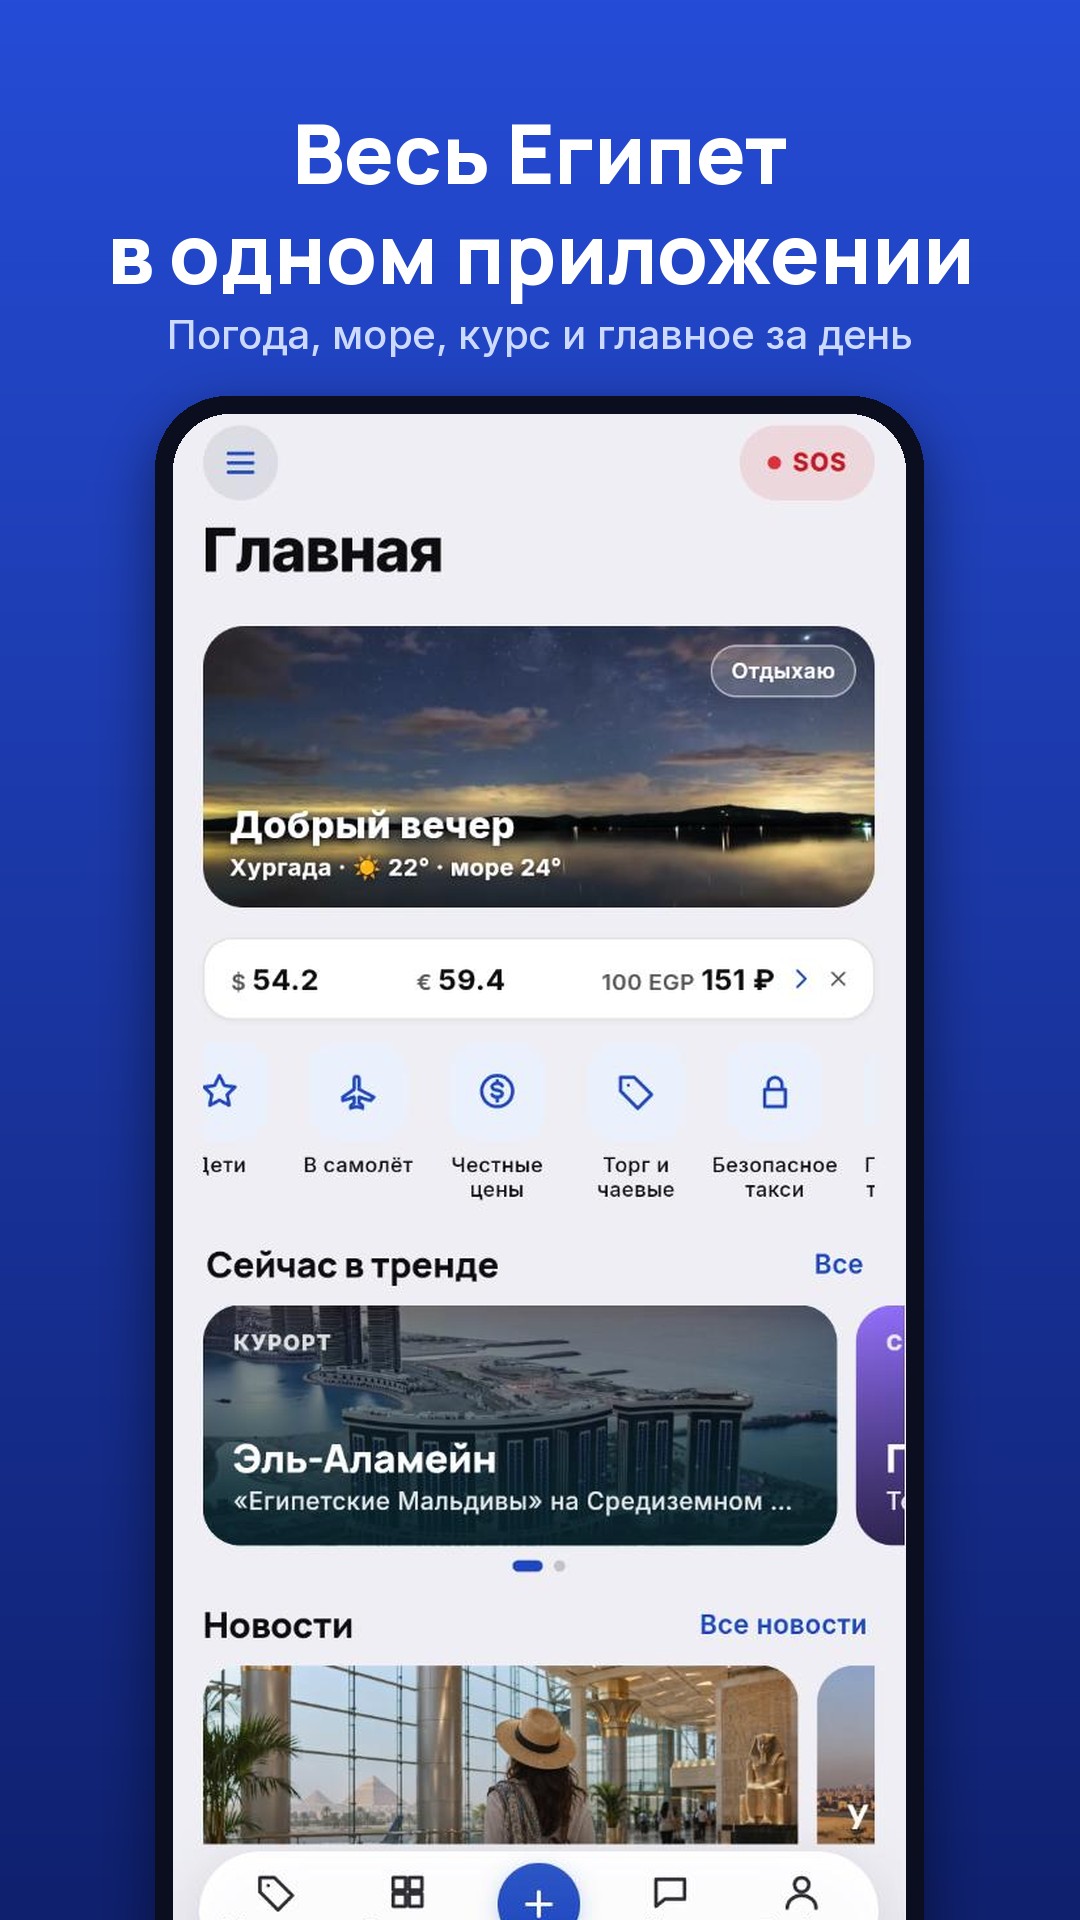 Весь Египет
в одном приложении
Погода, море, курс и главное за день
SOS
Главная
Отдыхаю
Добрый вечер
Хургада · ☀️ 22° · море 24°
$ 54.2 € 59.4 100 EGP 151 ₽
В самолёт
Честные
цены
Торг и
чаевые
Безопасное
такси
Сейчас в тренде
Все
КУРОРТ
Эль-Аламейн
«Египетские Мальдивы» на Средиземном ...
Новости
Все новости